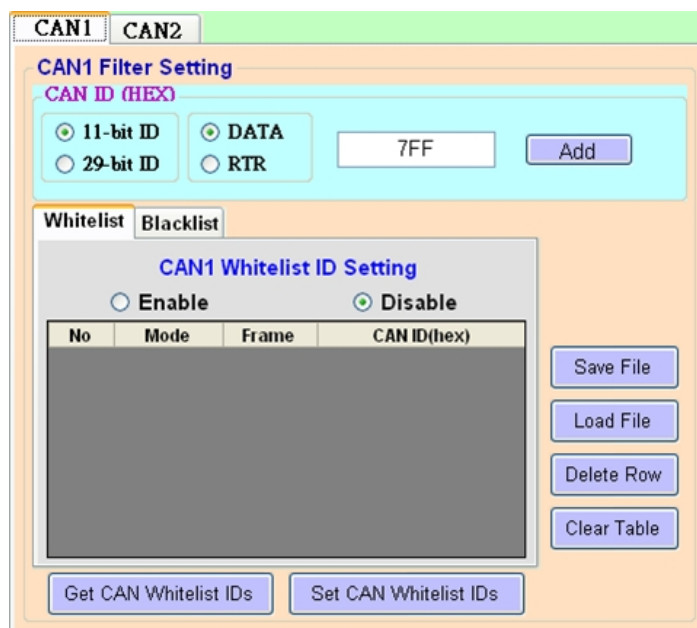 CAN1 CAN2
CAN1 Filter Setting
CAN ID (HEX)
11-bit ID DATA
7FF Add
29-bit ID RTR
Whitelist Blacklist
CAN1 Whitelist ID Setting
Enable Disable
No Mode Frame CAN ID(hex)
Save File
Load File
Delete Row
Clear Table
Get CAN Whitelist IDs Set CAN Whitelist IDs